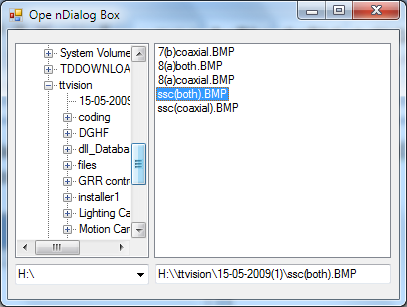 Ope nDialog Box
System Volume
TDDOWNLOA
ttvision
15-05-2009
coding
DGHF
dll_Databa
files
GRR contr
installer1
Lighting Ca
Motion Car
7(b)coaxial.BMP
8(a)both.BMP
8(a)coaxial.BMP
ssc(both).BMP
ssc(coaxial).BMP
H:\
H:\\ttvision\15-05-2009(1)\ssc(both).BMP